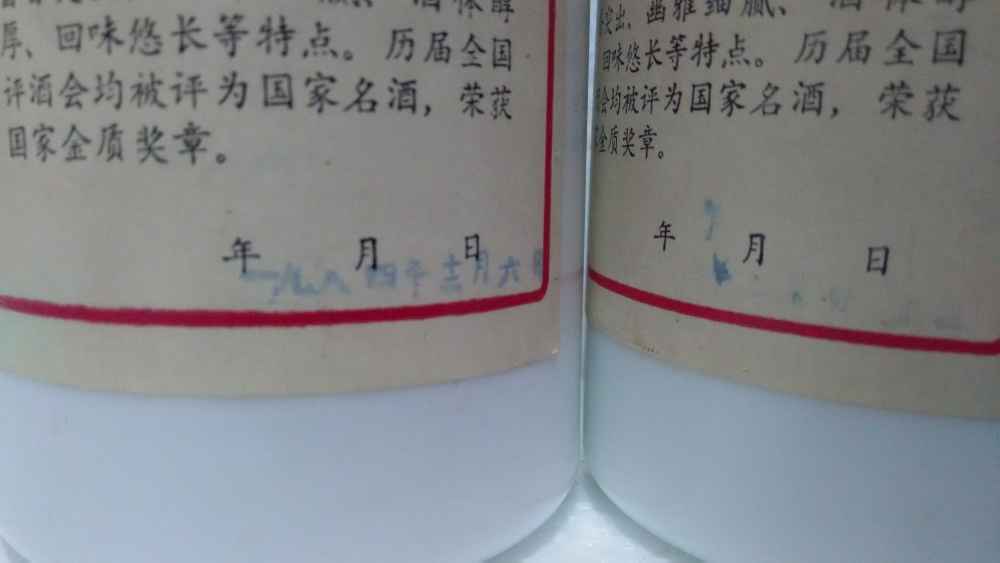 厚、回味悠长等特点。历届全国
评酒会均被评为国家名酒，荣获
国家金质奖章。
年 月 日
一九八四年十二月六日
突出、幽雅细腻、酒体醇
回味悠长等特点。历届全国
会均被评为国家名酒，荣获
金质奖章。
年 月 日